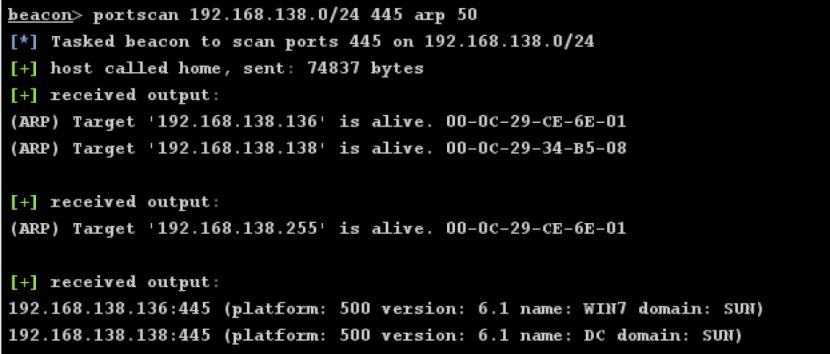 beacon> portscan 192.168.138.0/24 445 arp 50
[*] Tasked beacon to scan ports 445 on 192.168.138.0/24
[+] host called home, sent: 74837 bytes
[+] received output:
(ARP) Target '192.168.138.136' is alive. 00-0C-29-CE-6E-01
(ARP) Target '192.168.138.138' is alive. 00-0C-29-34-B5-08
[+] received output:
(ARP) Target '192.168.138.255' is alive. 00-0C-29-CE-6E-01
[+] received output:
192.168.138.136:445 (platform: 500 version: 6.1 name: WIN7 domain: SUN)
192.168.138.138:445 (platform: 500 version: 6.1 name: DC domain: SUN)